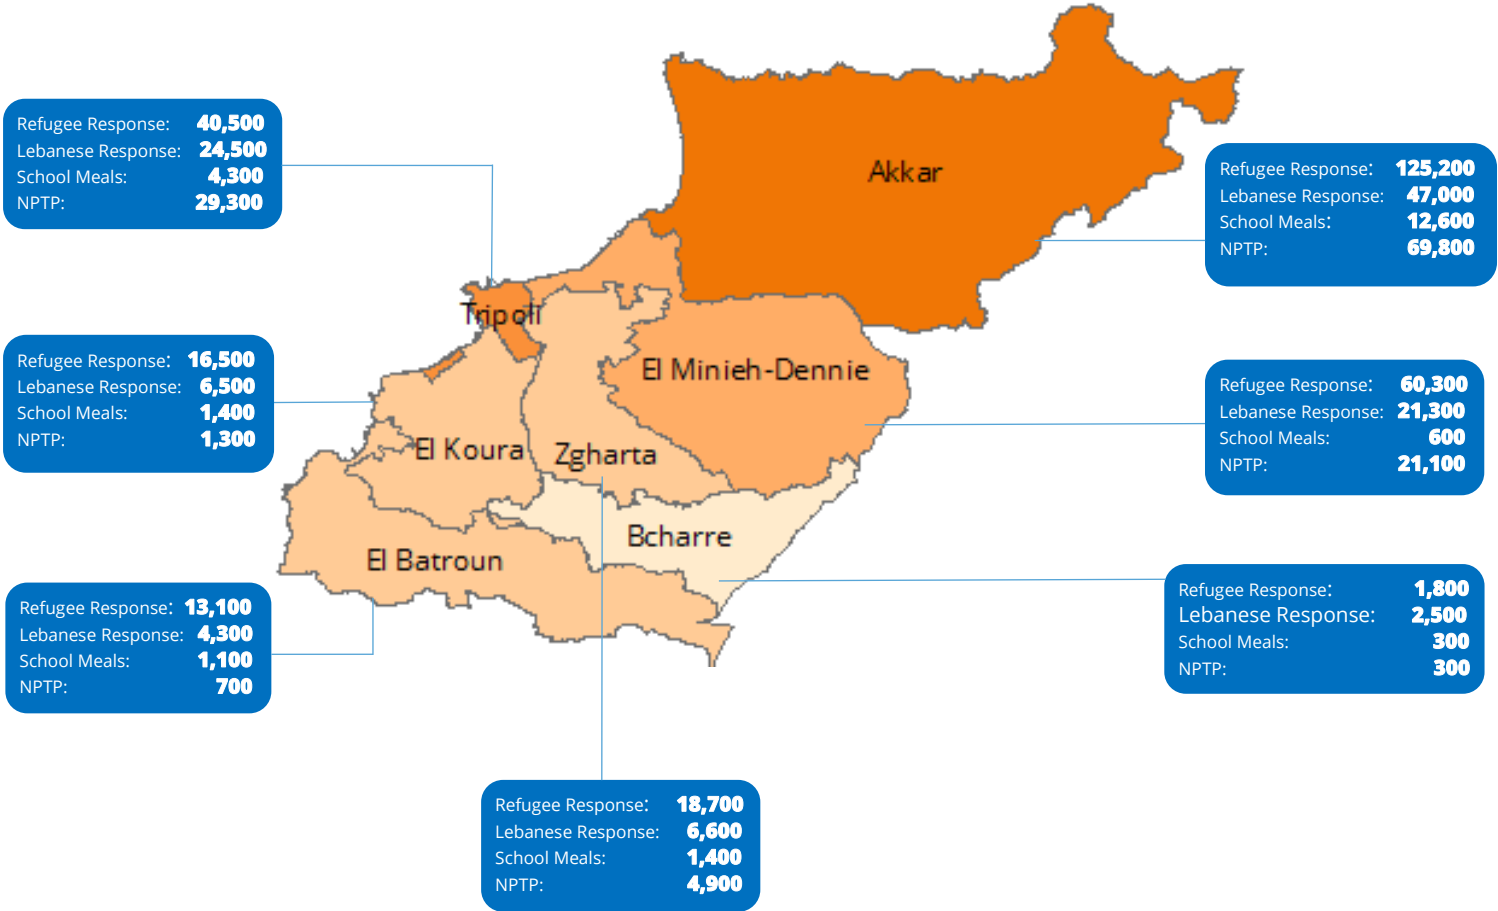 Refugee Response: 40,500
Lebanese Response: 24,500
School Meals: 4,300
NPTP: 29,300
Akkar
Refugee Response: 125,200
Lebanese Response: 47,000
School Meals: 12,600
NPTP: 69,800
Tripoli
Refugee Response: 16,500
Lebanese Response: 6,500
School Meals: 1,400
NPTP: 1,300
El Minieh-Dennie
Refugee Response: 60,300
Lebanese Response: 21,300
School Meals: 600
NPTP: 21,100
El Koura
Zgharta
Bcharre
El Batroun
Refugee Response: 13,100
Lebanese Response: 4,300
School Meals: 1,100
NPTP: 700
Refugee Response: 1,800
Lebanese Response: 2,500
School Meals: 300
NPTP: 300
Refugee Response: 18,700
Lebanese Response: 6,600
School Meals: 1,400
NPTP: 4,900